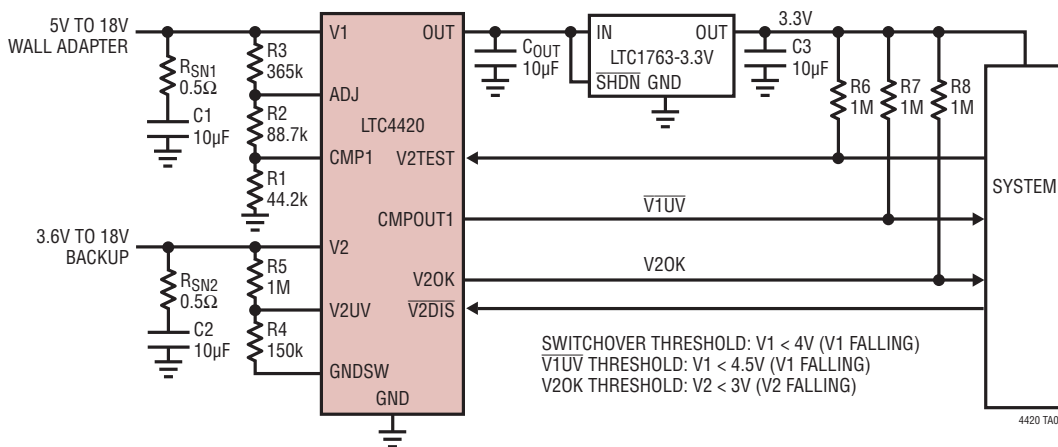 5V TO 18V
WALL ADAPTER
RSN1
0.5Ω
C1
10µF
R3
365k
R2
88.7k
R1
44.2k
V1
ADJ
LTC4420
CMP1
OUT
V2TEST
CMPOUT1
V2OK
V2DIS
COUT
10µF
IN
OUT
LTC1763-3.3V
SHDN GND
3.3V
C3
10µF
R6
1M
R7
1M
R8
1M
SYSTEM
V1UV
V2OK
3.6V TO 18V
BACKUP
RSN2
0.5Ω
C2
10µF
R5
1M
R4
150k
V2
V2UV
GNDSW
GND
SWITCHOVER THRESHOLD: V1 < 4V (V1 FALLING)
V1UV THRESHOLD: V1 < 4.5V (V1 FALLING)
V2OK THRESHOLD: V2 < 3V (V2 FALLING)
4420 TA0